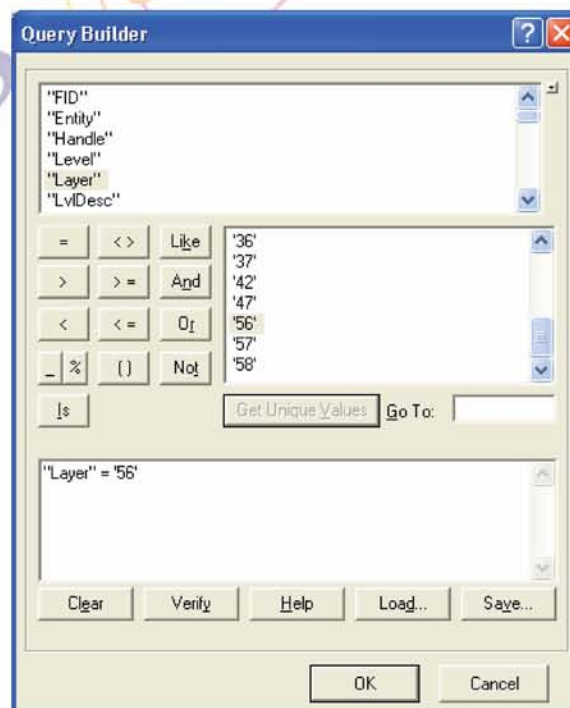 Query Builder
"FID"
"Entity"
"Handle"
"Level"
"Layer"
"LvlDesc"
= <> Like
> >= And
< <= Or
_ % () Not
Is
'36'
'37'
'42'
'47'
'56'
'57'
'58'
Get Unique Values Go To:
"Layer" = '56'
Clear Verify Help Load... Save...
OK Cancel